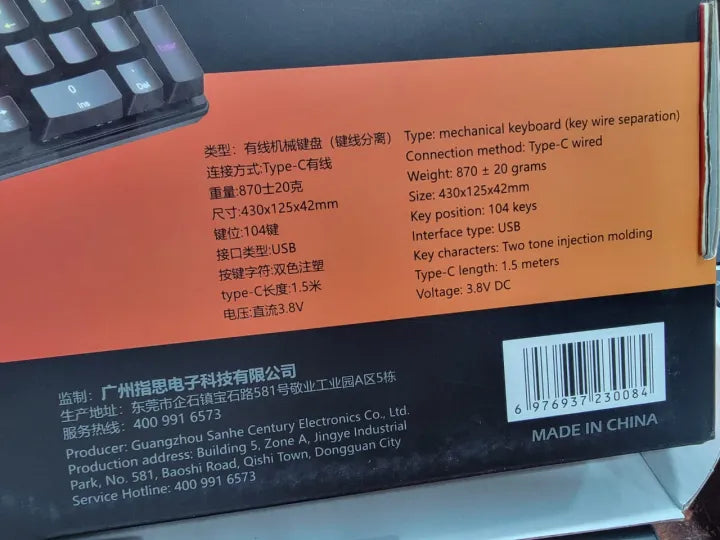 Enter
0
Ins
.
Del
类型：有线机械键盘（键线分离）
连接方式:Type-C有线
重量:870士20克
尺寸:430x125x42mm
键位:104键
接口类型:USB
按键字符:双色注塑
type-C长度:1.5米
电压:直流3.8V
Type: mechanical keyboard (key wire separation)
Connection method: Type-C wired
Weight: 870 ± 20 grams
Size: 430x125x42mm
Key position: 104 keys
Interface type: USB
Key characters: Two tone injection molding
Type-C length: 1.5 meters
Voltage: 3.8V DC
监制：广州指思电子科技有限公司
生产地址：东莞市企石镇宝石路581号敬业工业园A区5栋
服务热线：400 991 6573
Producer: Guangzhou Sanhe Century Electronics Co., Ltd.
Production address: Building 5, Zone A, Jingye Industrial
Park, No. 581, Baoshi Road, Qishi Town, Dongguan City
Service Hotline: 400 991 6573
6 976937 230084
MADE IN CHINA